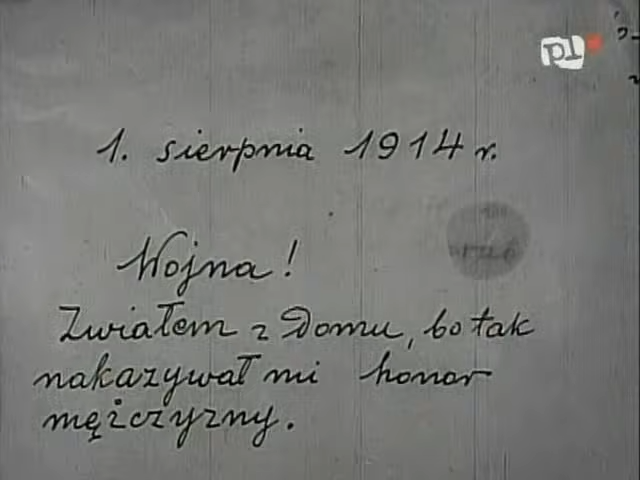 1. sierpnia 1914 r.
Wojna!
Zwiałem z domu, bo tak
nakazywał mi honor
mężczyzny.